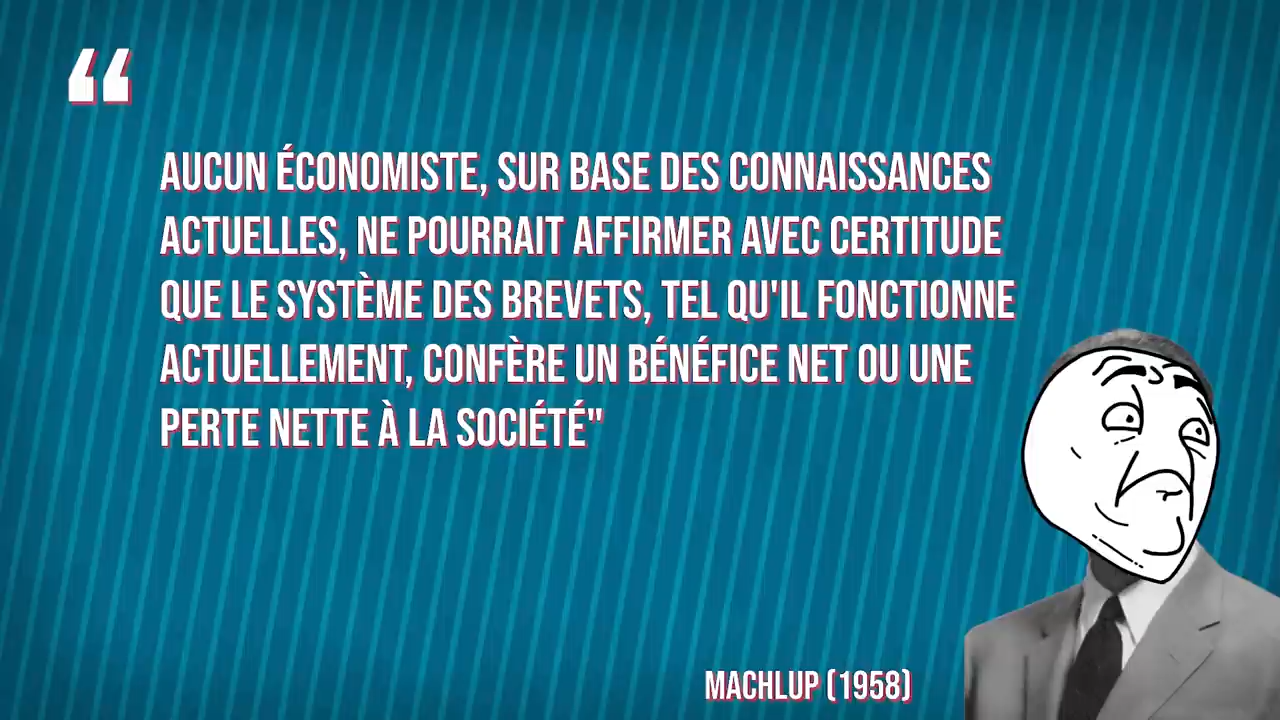 “
AUCUN ÉCONOMISTE, SUR BASE DES CONNAISSANCES
ACTUELLES, NE POURRAIT AFFIRMER AVEC CERTITUDE
QUE LE SYSTÈME DES BREVETS, TEL QU'IL FONCTIONNE
ACTUELLEMENT, CONFÈRE UN BÉNÉFICE NET OU UNE
PERTE NETTE À LA SOCIÉTÉ"
MACHLUP (1958)